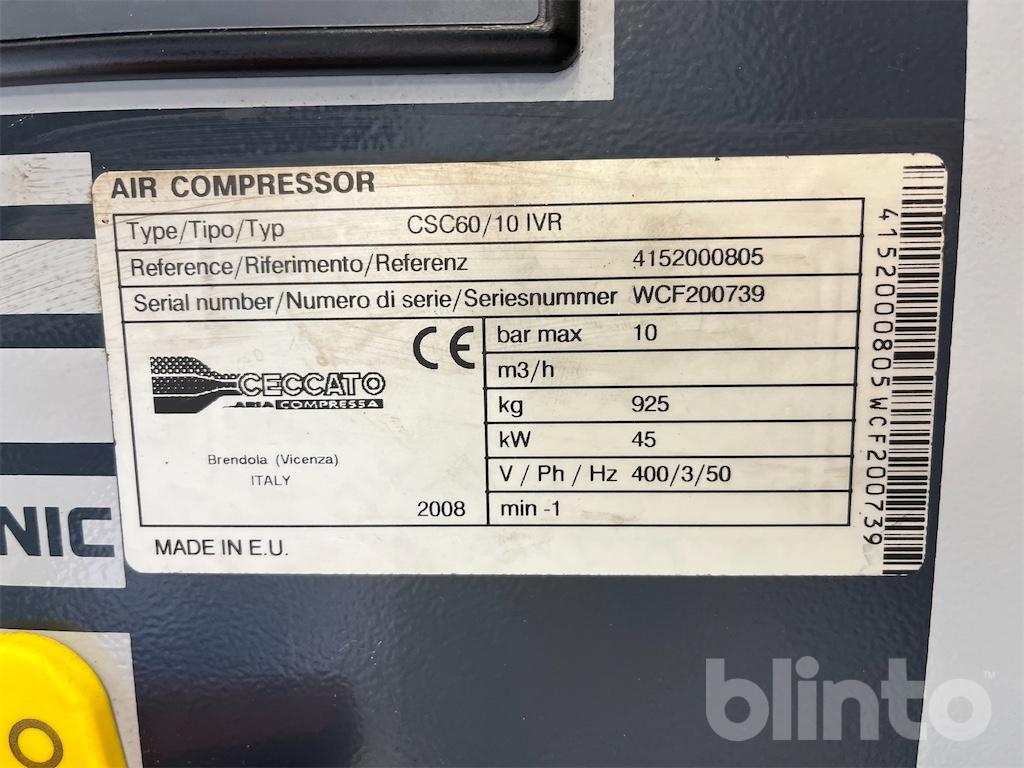 AIR COMPRESSOR
Type/Tipo/Typ CSC60/10 IVR
Reference/Riferimento/Referenz 4152000805
Serial number/Numero di serie/Seriesnummer WCF200739
CE
CECCATO
ARIA COMPRESSA
Brendola (Vicenza)
ITALY
2008
bar max 10
m3/h
kg 925
kW 45
V / Ph / Hz 400/3/50
min -1
MADE IN E.U.
4152000805WCF200739
NIC
O
blinto™